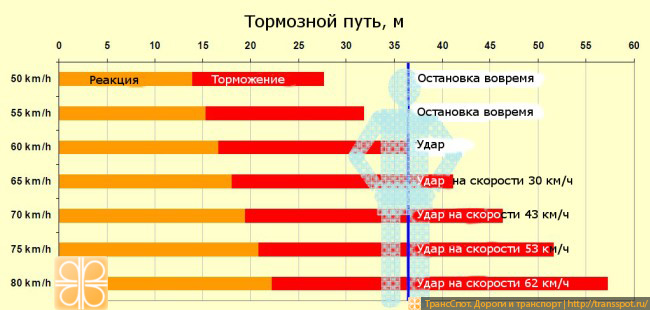 Тормозной путь, м
0 5 10 15 20 25 30 35 40 45 50 55 60
50 km/h Реакция Торможение Остановка вовремя
55 km/h Остановка вовремя
60 km/h Удар
65 km/h Удар на скорости 30 км/ч
70 km/h Удар на скорости 43 км/ч
75 km/h Удар на скорости 53 км/ч
80 km/h Удар на скорости 62 км/ч
ТрансСпот. Дороги и транспорт | http://transspot.ru/